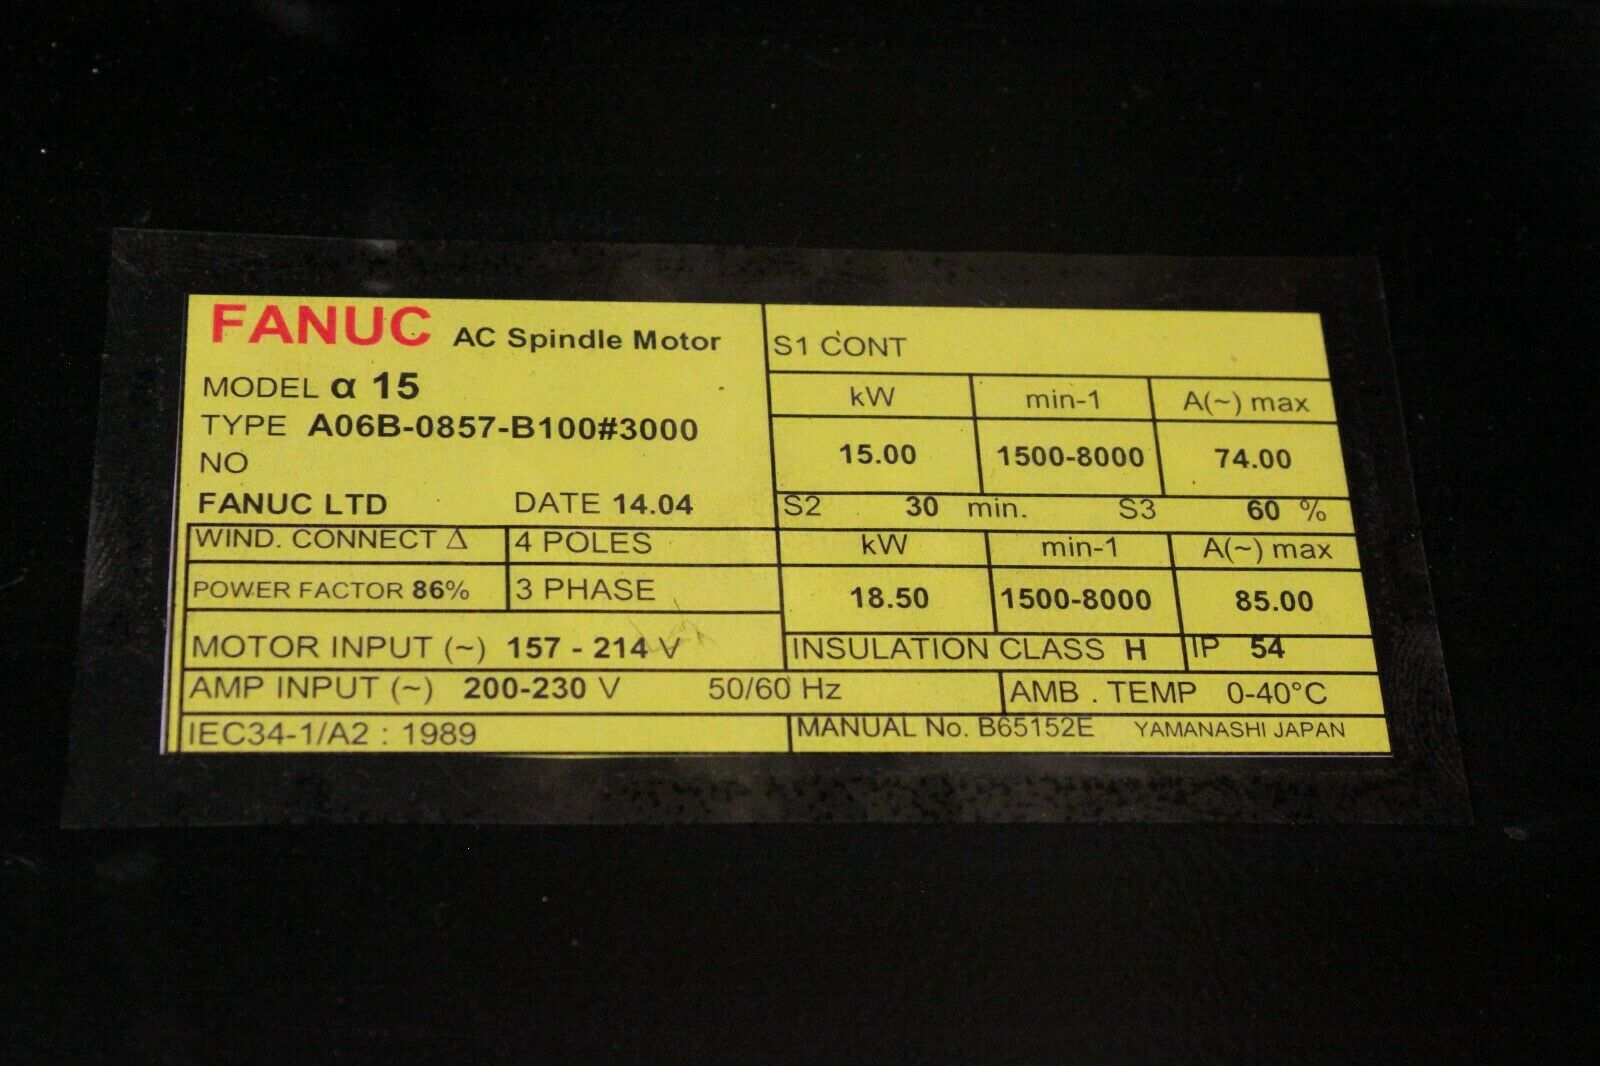 FANUC AC Spindle Motor
MODEL α 15
TYPE A06B-0857-B100#3000
NO
FANUC LTD DATE 14.04
WIND. CONNECT Δ 4 POLES
POWER FACTOR 86% 3 PHASE
MOTOR INPUT (~) 157 - 214 V
AMP INPUT (~) 200-230 V 50/60 Hz
IEC34-1/A2 : 1989
S1 CONT
kW min-1 A(~) max
15.00 1500-8000 74.00
S2 30 min. S3 60 %
kW min-1 A(~) max
18.50 1500-8000 85.00
INSULATION CLASS H IP 54
AMB . TEMP 0-40°C
MANUAL No. B65152E YAMANASHI JAPAN